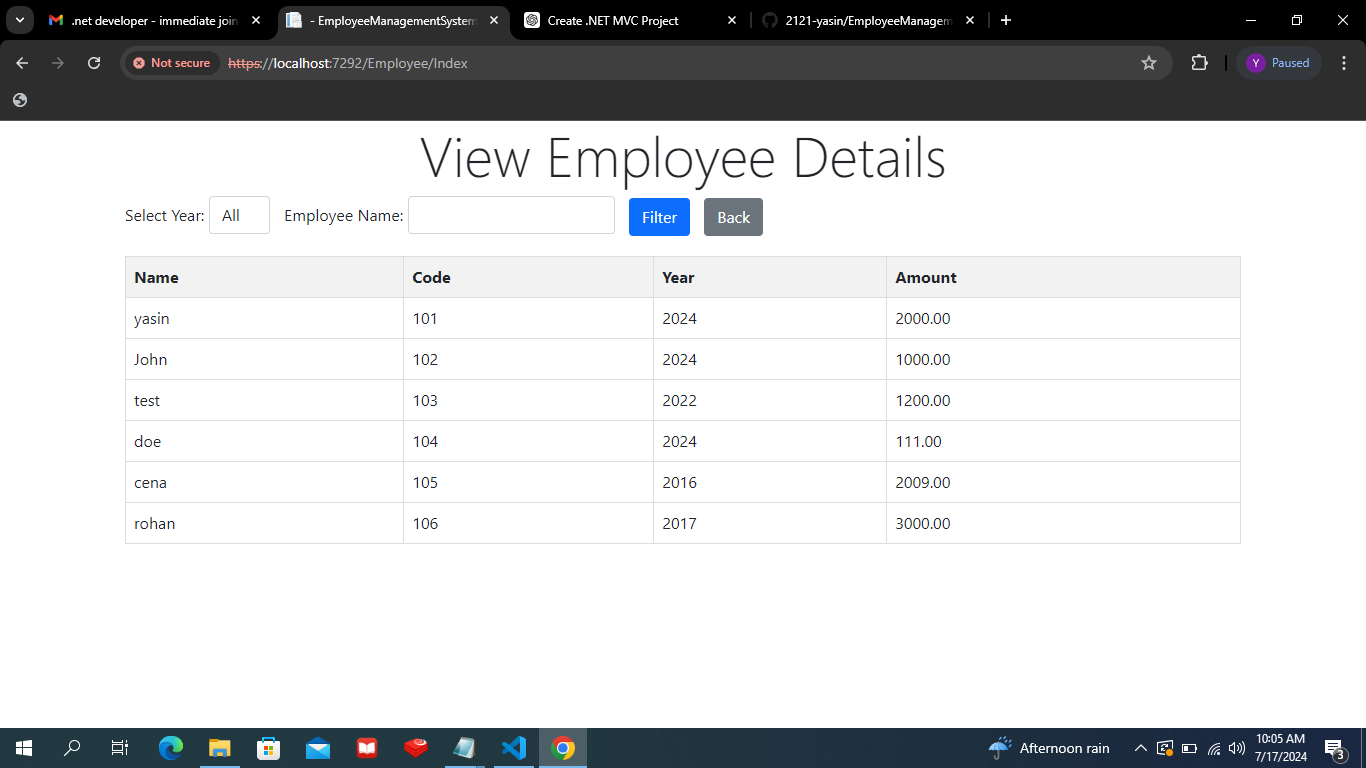 .net developer - immediate join
- EmployeeManagementSystem
Create .NET MVC Project
2121-yasin/EmployeeManagem
Not secure
https://localhost:7292/Employee/Index
Y
Paused
View Employee Details
Select Year: All Employee Name: Filter Back
Name Code Year Amount
yasin 101 2024 2000.00
John 102 2024 1000.00
test 103 2022 1200.00
doe 104 2024 111.00
cena 105 2016 2009.00
rohan 106 2017 3000.00
Afternoon rain
10:05 AM
7/17/2024
3